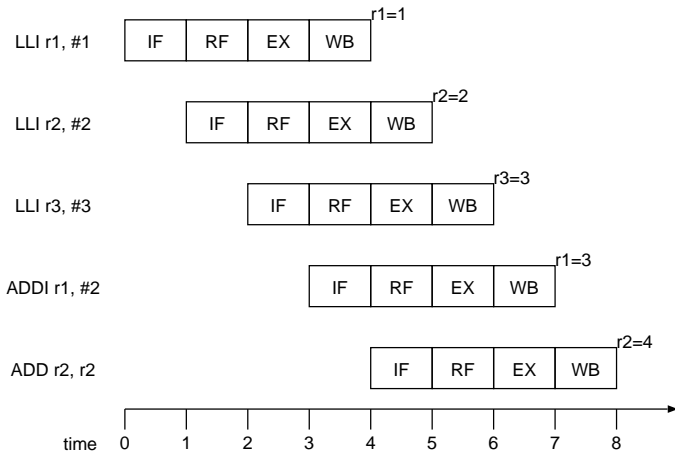 r1=1
LLI r1, #1 IF RF EX WB
r2=2
LLI r2, #2 IF RF EX WB
r3=3
LLI r3, #3 IF RF EX WB
r1=3
ADDI r1, #2 IF RF EX WB
r2=4
ADD r2, r2 IF RF EX WB
time 0 1 2 3 4 5 6 7 8